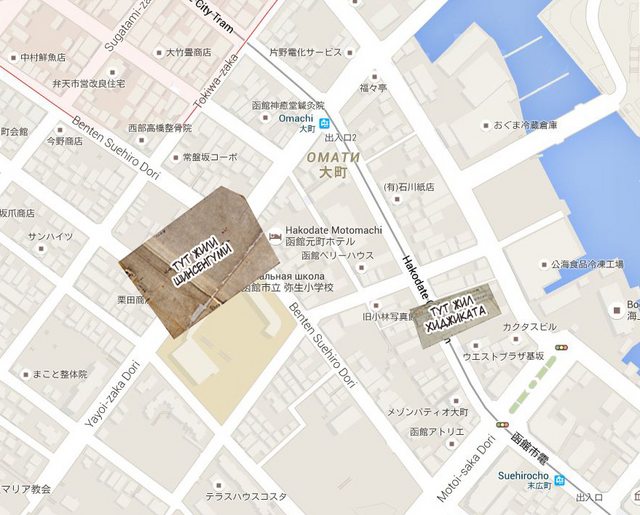 City Tram
Sugatami-za
中村鮮魚店
大竹畳商店
片野電化サービス
弁天市営改良住宅
福々亭
Tokiwa-zaka
函館神癒堂鍼灸院
Omachi
大町
おぐま冷蔵倉庫
町会館
今野商店
Benten Suehiro Dori
西部高橋整骨院
出入口2
常盤坂コーポ
ОМАТИ
大町
(有)石川紙店
坂爪商店
サンハイツ
Hakodate Motomachi
函館元町ホテル
ТУТ ЖИЛИ
ШИНСЕНГУМИ
函館ベリーハウス
公海食品冷凍工場
альная школа
函館市立 弥生小学校
栗田商
Hakodate
旧小林写真館
ТУТ ЖИЛ
ХИДЖИКАТА
Bo
海
カクタスビル
Benten Suehiro Dori
ウエストプラザ基坂
まこと整体院
Yayoi-zaka Dori
メゾンパティオ大町
函館アトリエ
函館市電
Motoi-saka Dori
Suehirocho
末広町
マリア教会
テラスハウスコスタ
出入口1